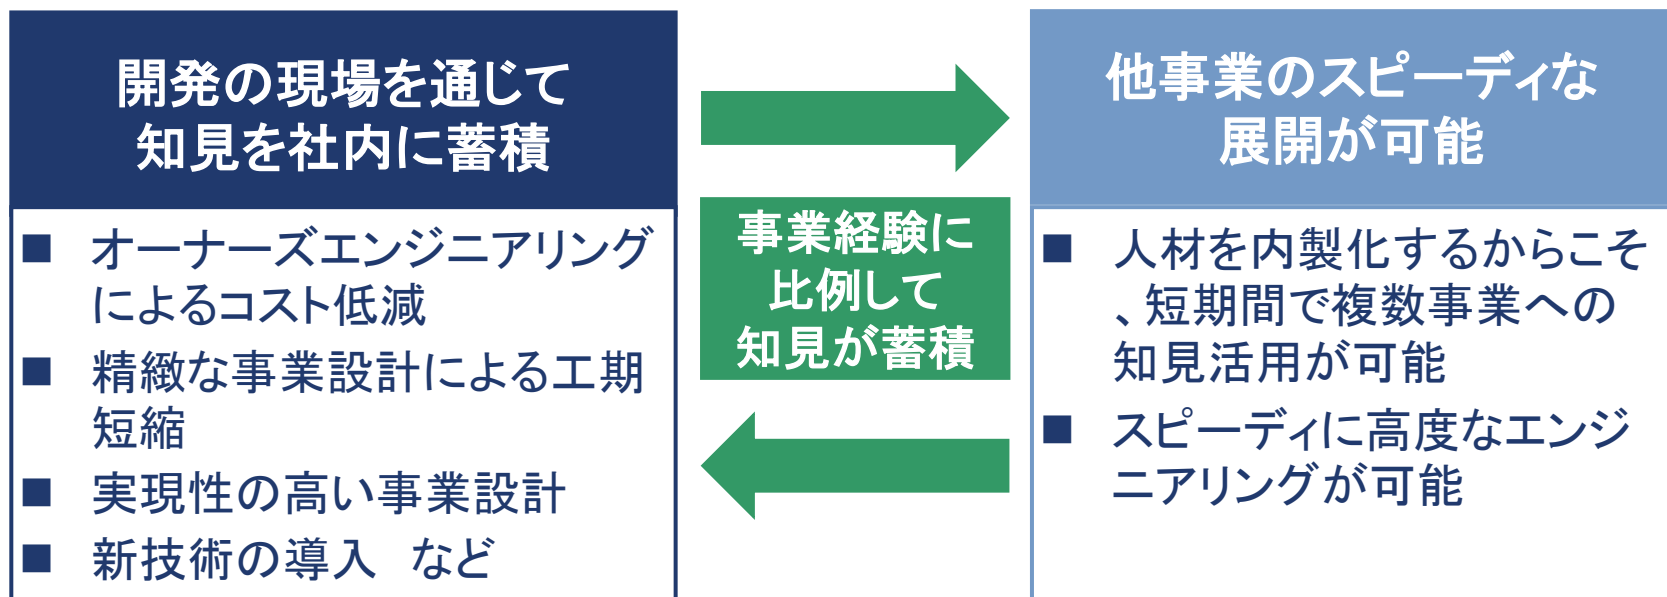 開発の現場を通じて
知見を社内に蓄積
■ オーナーズエンジニアリング
によるコスト低減
■ 精緻な事業設計による工期
短縮
■ 実現性の高い事業設計
■ 新技術の導入　など
事業経験に
比例して
知見が蓄積
他事業のスピーディな
展開が可能
■ 人材を内製化するからこそ
、短期間で複数事業への
知見活用が可能
■ スピーディに高度なエンジ
ニアリングが可能